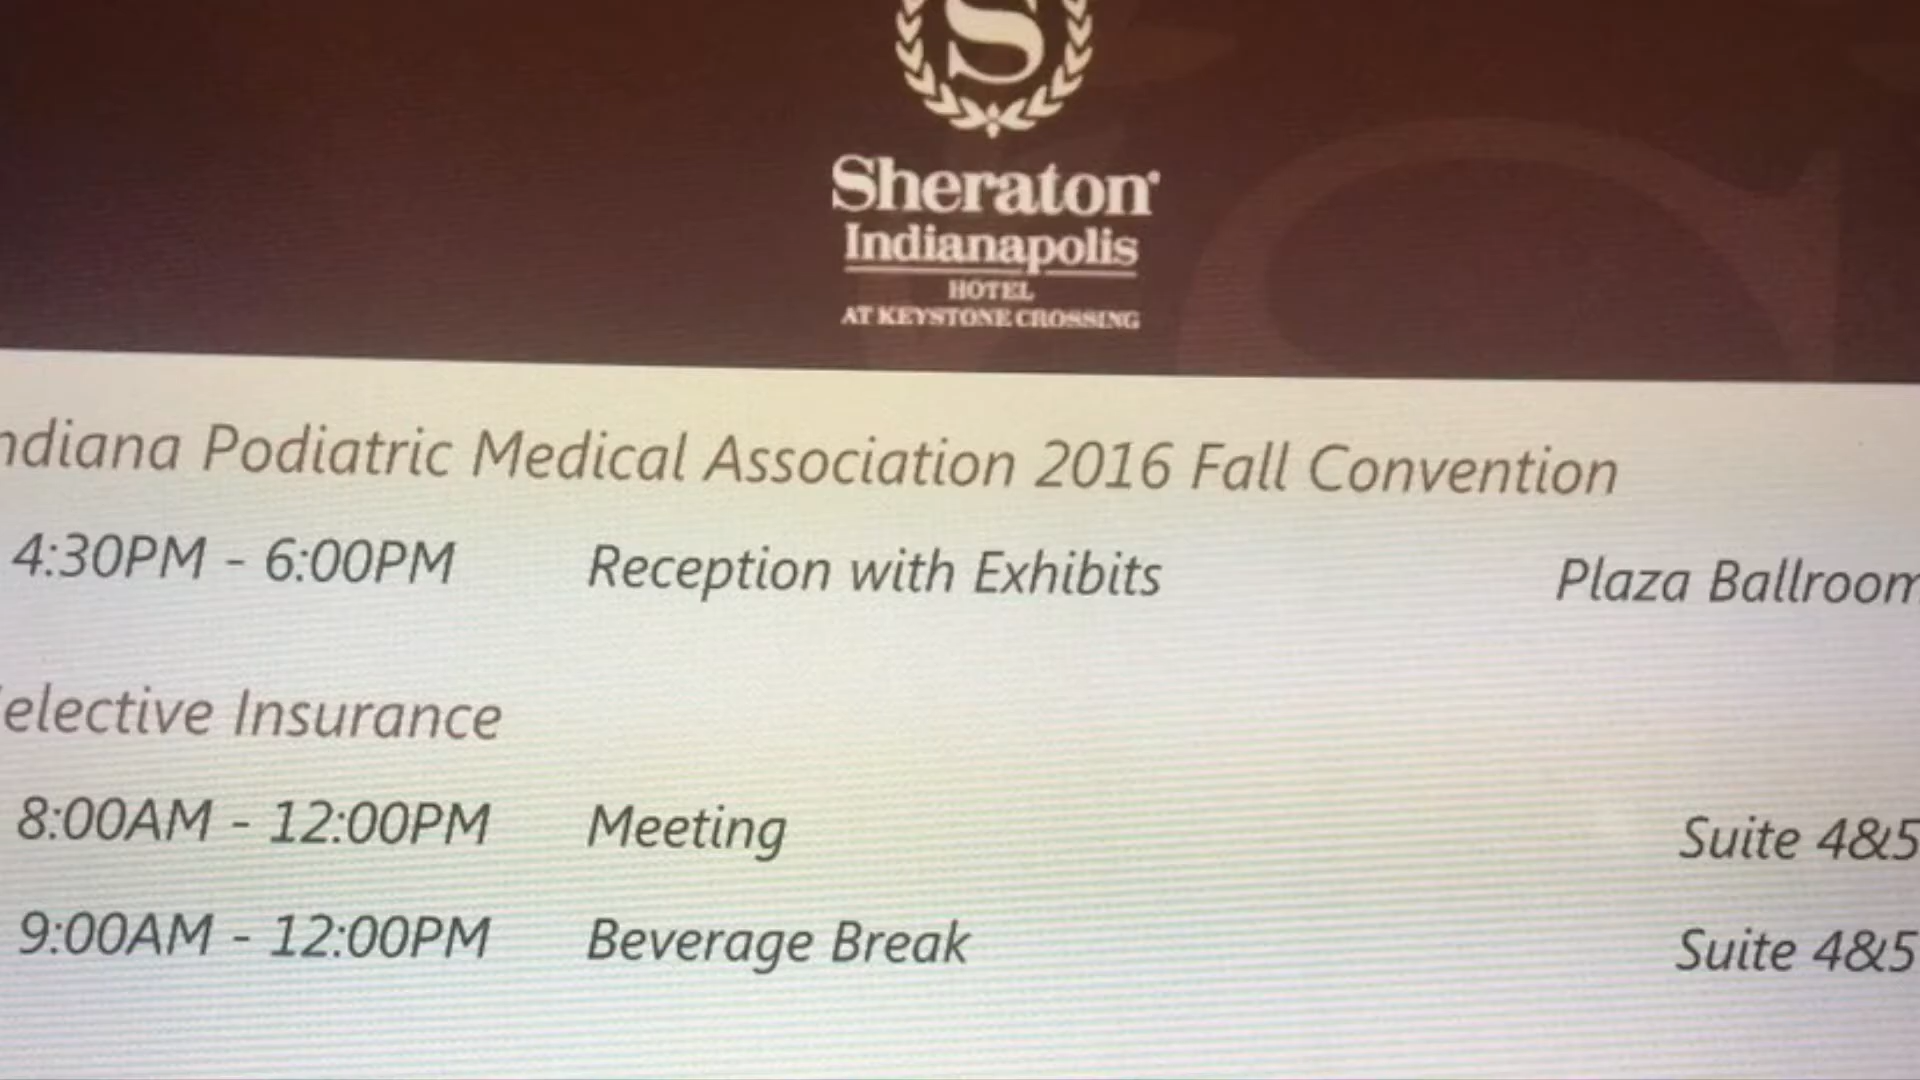 S
Sheraton
Indianapolis
HOTEL
AT KEYSTONE CROSSING
ndiana Podiatric Medical Association 2016 Fall Convention
4:30PM - 6:00PM Reception with Exhibits Plaza Ballroom
elective Insurance
8:00AM - 12:00PM Meeting Suite 4&5
9:00AM - 12:00PM Beverage Break Suite 4&5